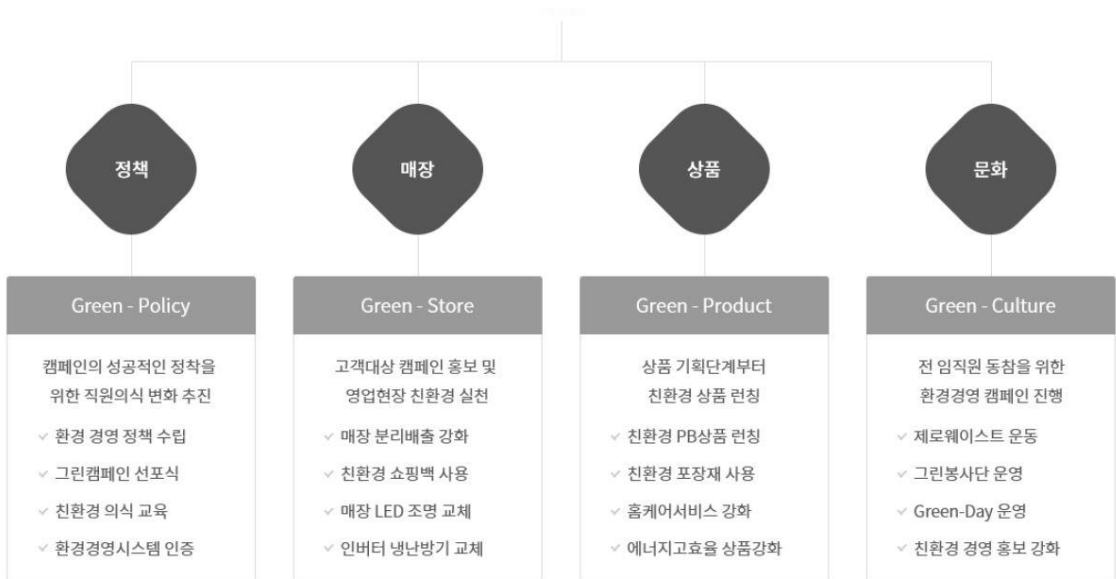 정책
매장
상품
문화
Green - Policy
캠페인의 성공적인 정착을
위한 직원의식 변화 추진
환경 경영 정책 수립
그린캠페인 선포식
친환경 의식 교육
환경경영시스템 인증
Green - Store
고객대상 캠페인 홍보 및
영업현장 친환경 실천
매장 분리배출 강화
친환경 쇼핑백 사용
매장 LED 조명 교체
인버터 냉난방기 교체
Green - Product
상품 기획단계부터
친환경 상품 런칭
친환경 PB상품 런칭
친환경 포장재 사용
홈케어서비스 강화
에너지고효율 상품강화
Green - Culture
전 임직원 동참을 위한
환경경영 캠페인 진행
제로웨이스트 운동
그린봉사단 운영
Green-Day 운영
친환경 경영 홍보 강화